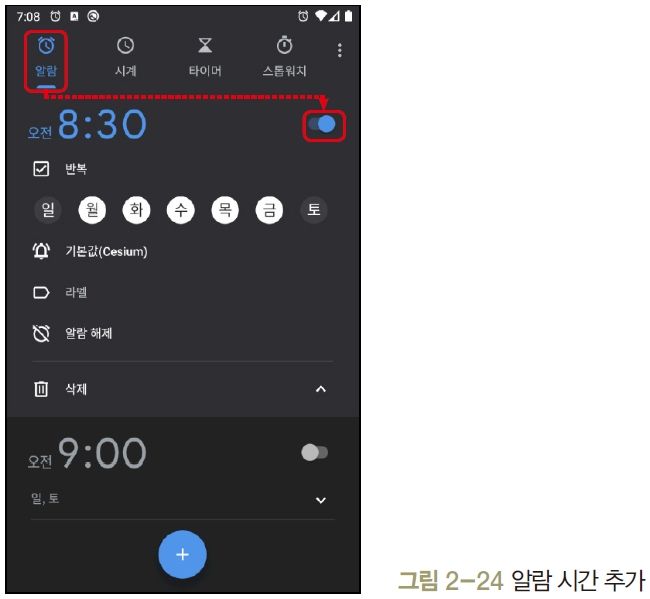 7:08
알람 시계 타이머 스톱워치
오전 8:30
반복
일 월 화 수 목 금 토
기본값(Cesium)
라벨
알람 해제
삭제
오전 9:00
일, 토
그림 2-24 알람 시간 추가